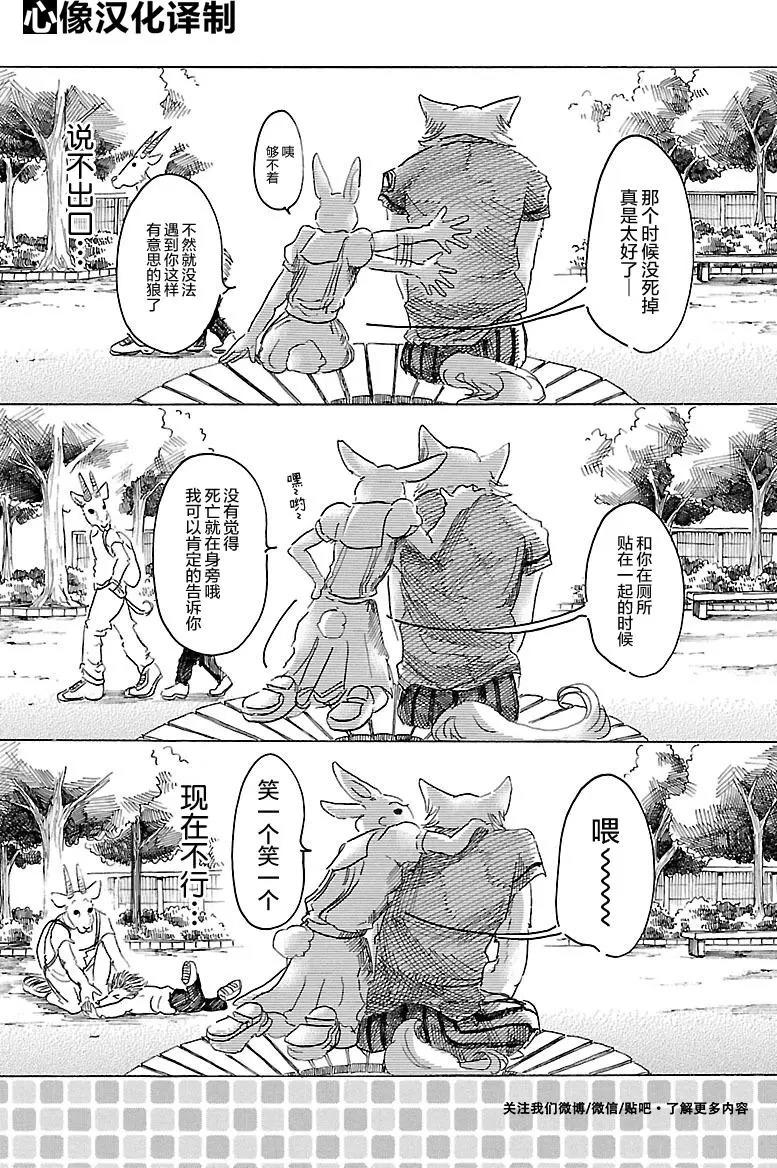 心像汉化译制
那个时候没死掉
真是太好了—
咦
够不着
不然就没法
遇到你这样
有意思的狼了
说不出口……
和你在厕所
贴在一起的时候
嘿~哟~
没有觉得
死亡就在身旁哦
我可以肯定的告诉你
喂~~~~~
笑一个笑一个
现在不行……
关注我们微博/微信/贴吧・了解更多内容